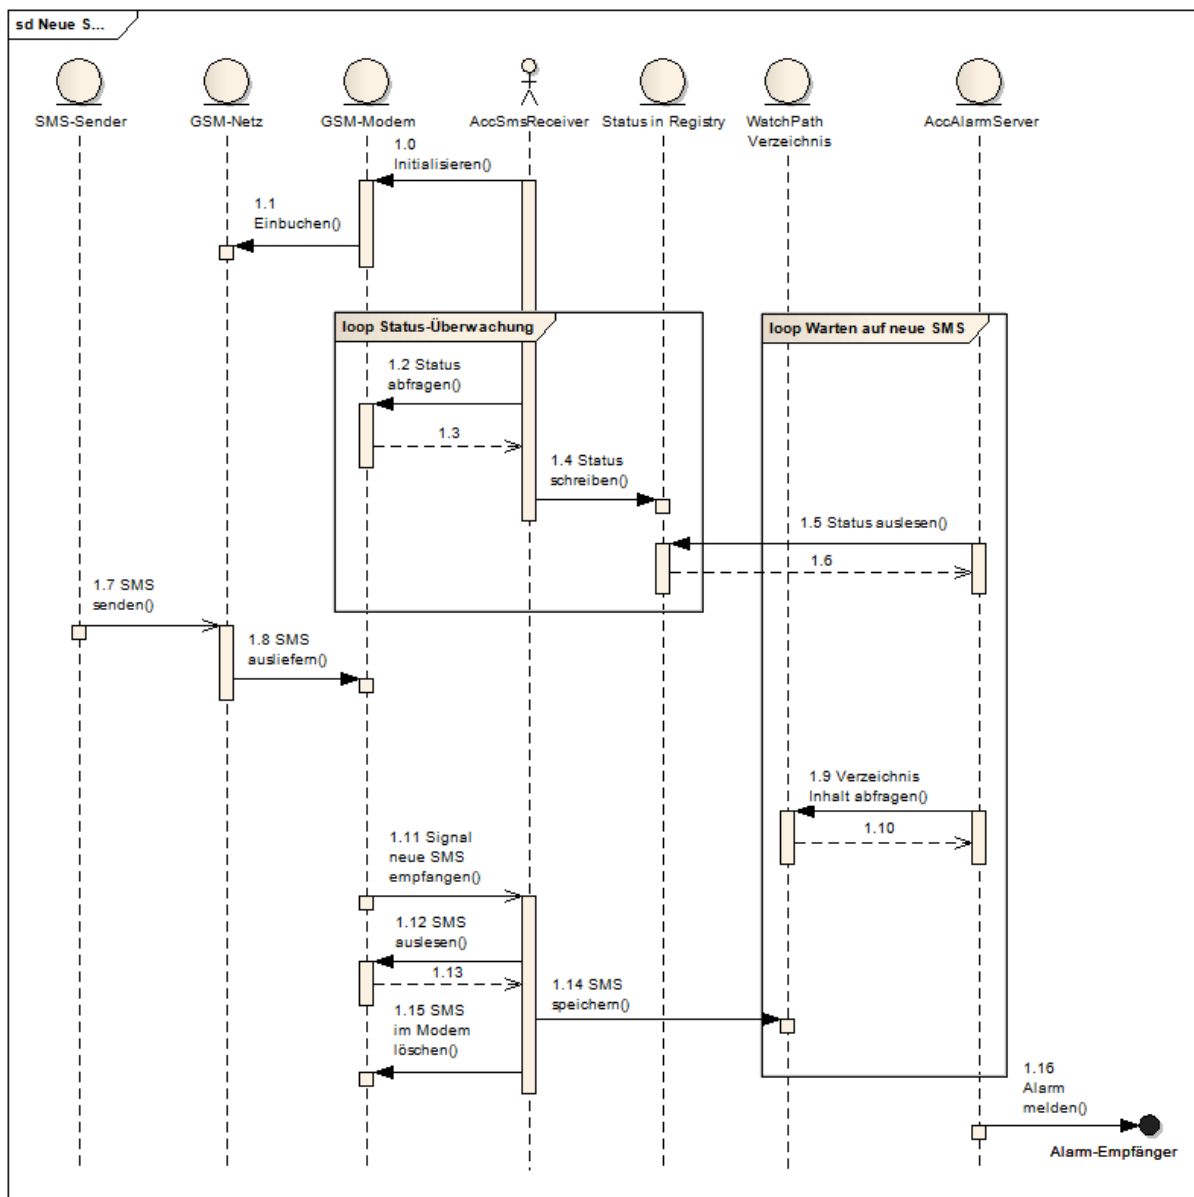 sd Neue S...
SMS-Sender
GSM-Netz
GSM-Modem
AccSmsReceiver
Status in Registry
WatchPath
Verzeichnis
AccAlarmServer
1.0
Initialisieren()
1.1
Einbuchen()
loop Status-Überwachung
loop Warten auf neue SMS
1.2 Status
abfragen()
1.3
1.4 Status
schreiben()
1.5 Status auslesen()
1.6
1.7 SMS
senden()
1.8 SMS
ausliefern()
1.9 Verzeichnis
Inhalt abfragen()
1.10
1.11 Signal
neue SMS
empfangen()
1.12 SMS
auslesen()
1.13
1.14 SMS
speichern()
1.15 SMS
im Modem
löschen()
1.16
Alarm
melden()
Alarm-Empfänger